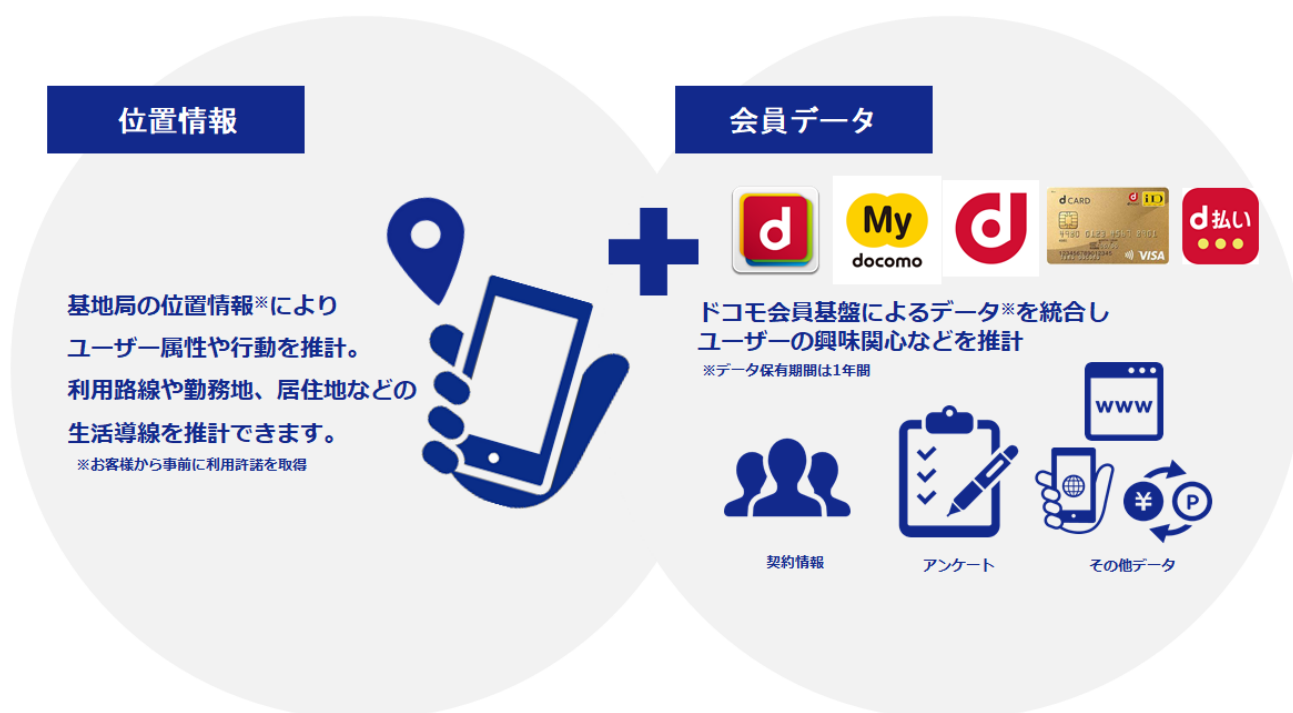 位置情報
基地局の位置情報※により
ユーザー属性や行動を推計。
利用路線や勤務地、居住地などの
生活導線を推計できます。
※お客様から事前に利用許諾を取得
会員データ
d
My
docomo
d
d CARD
iD
VISA
d払い
ドコモ会員基盤によるデータ※を統合し
ユーザーの興味関心などを推計
※データ保有期間は1年間
www
¥
P
契約情報
アンケート
その他データ